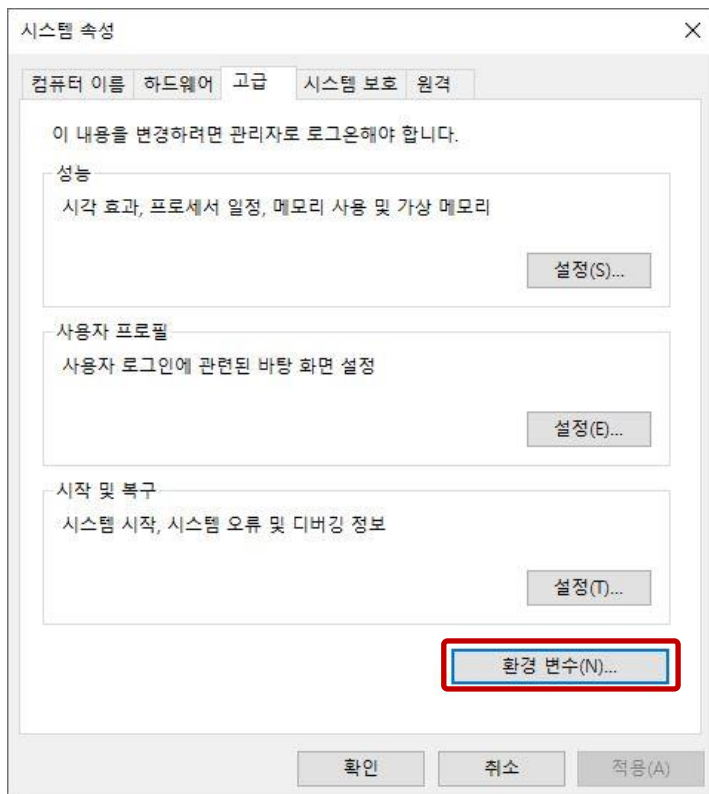 시스템 속성
컴퓨터 이름 하드웨어 고급 시스템 보호 원격
이 내용을 변경하려면 관리자로 로그온해야 합니다.
성능
시각 효과, 프로세서 일정, 메모리 사용 및 가상 메모리
설정(S)...
사용자 프로필
사용자 로그인에 관련된 바탕 화면 설정
설정(E)...
시작 및 복구
시스템 시작, 시스템 오류 및 디버깅 정보
설정(T)...
환경 변수(N)...
확인 취소 적용(A)